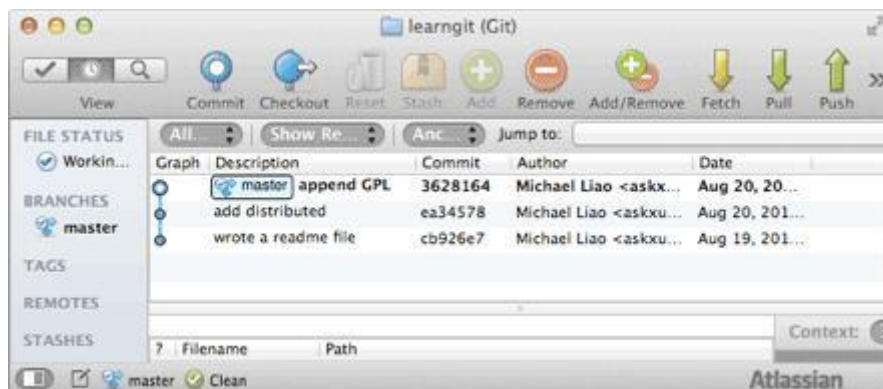 learngit (Git)
View Commit Checkout Reset Stash Add Remove Add/Remove Fetch Pull Push »
FILE STATUS
Workin...
BRANCHES
master
TAGS
REMOTES
STASHES
All... Show Re... Anc... Jump to:
Graph Description Commit Author Date
master append GPL 3628164 Michael Liao <askx... Aug 20, 20...
add distributed ea34578 Michael Liao <askxu... Aug 20, 201...
wrote a readme file cb926e7 Michael Liao <askxu... Aug 19, 201...
Context:
? Filename Path
master Clean
Atlassian